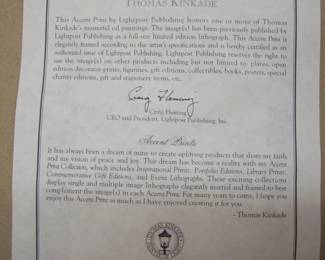 THOMAS KINKADE
This Accent Print by Lightpost Publishing honors one or more of Thomas
Kinkade's masterful oil paintings. The image(s) has been previously published by
Lightpost Publishing as a full-size limited edition lithograph. This Accent Print is
elegantly framed according to the artist's specifications and is hereby certified as an
authorized issue of Lightpost Publishing. Lightpost Publishing reserves the right to
use the image(s) on other products including but not limited to: plates, open
edition decorator prints, figurines, gift editions, collectibles, books, posters, special
charity editions, gift and stationery items, etc.
Craig Fleming
Craig Fleming
CEO and President, Lightpost Publishing, Inc.
Accent Prints
It has always been a dream of mine to create uplifting products that share my faith
and my vision of peace and joy. This dream has become a reality with my Accent
Print Collection, which includes Inspirational Prints, Portfolio Editions, Library Prints,
Commemorative Gift Editions, and Event Lithographs. These exciting collections
display single and multiple image lithographs elegantly matted and framed to best
complement the image(s) in each Accent Print. For many years to come, I hope you
enjoy this Accent Print as much as I have enjoyed creating it for you.
- Thomas Kinkade